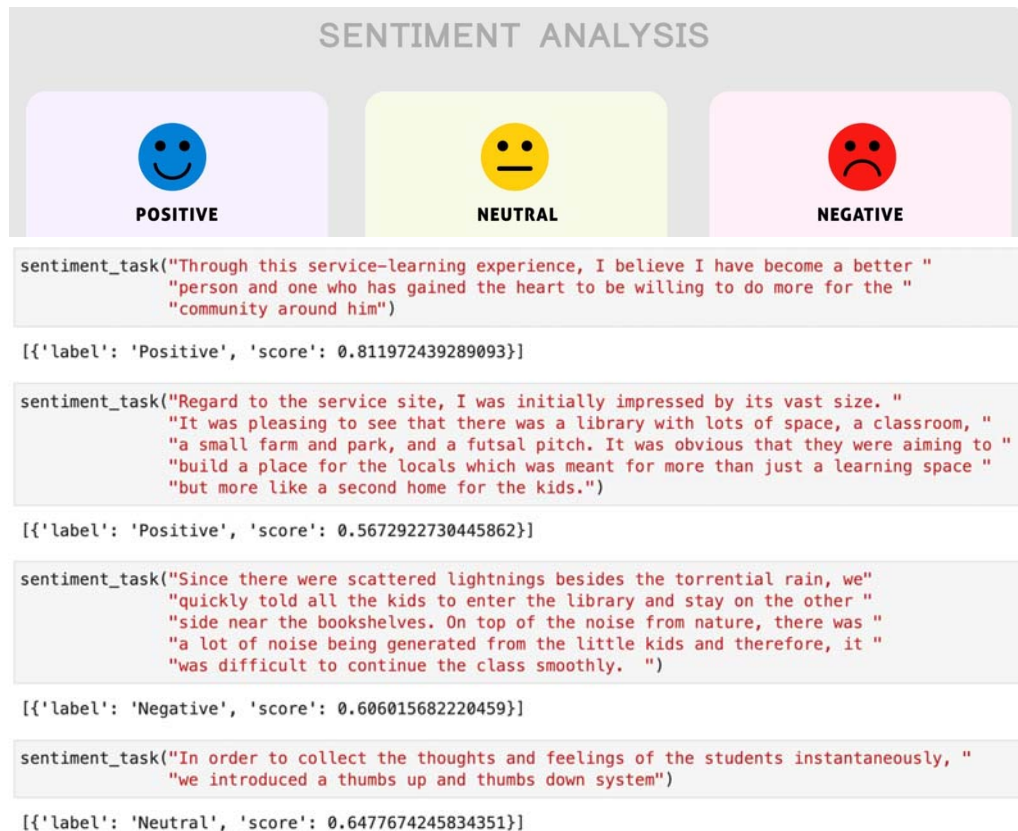 SENTIMENT ANALYSIS
POSITIVE
NEUTRAL
NEGATIVE
sentiment_task("Through this service-learning experience, I believe I have become a better "
"person and one who has gained the heart to be willing to do more for the "
"community around him")
[{'label': 'Positive', 'score': 0.811972439289093}]
sentiment_task("Regard to the service site, I was initially impressed by its vast size. "
"It was pleasing to see that there was a library with lots of space, a classroom, "
"a small farm and park, and a futsal pitch. It was obvious that they were aiming to "
"build a place for the locals which was meant for more than just a learning space "
"but more like a second home for the kids.")
[{'label': 'Positive', 'score': 0.5672922730445862}]
sentiment_task("Since there were scattered lightnings besides the torrential rain, we"
"quickly told all the kids to enter the library and stay on the other "
"side near the bookshelves. On top of the noise from nature, there was "
"a lot of noise being generated from the little kids and therefore, it "
"was difficult to continue the class smoothly.  ")
[{'label': 'Negative', 'score': 0.606015682220459}]
sentiment_task("In order to collect the thoughts and feelings of the students instantaneously, "
"we introduced a thumbs up and thumbs down system")
[{'label': 'Neutral', 'score': 0.6477674245834351}]